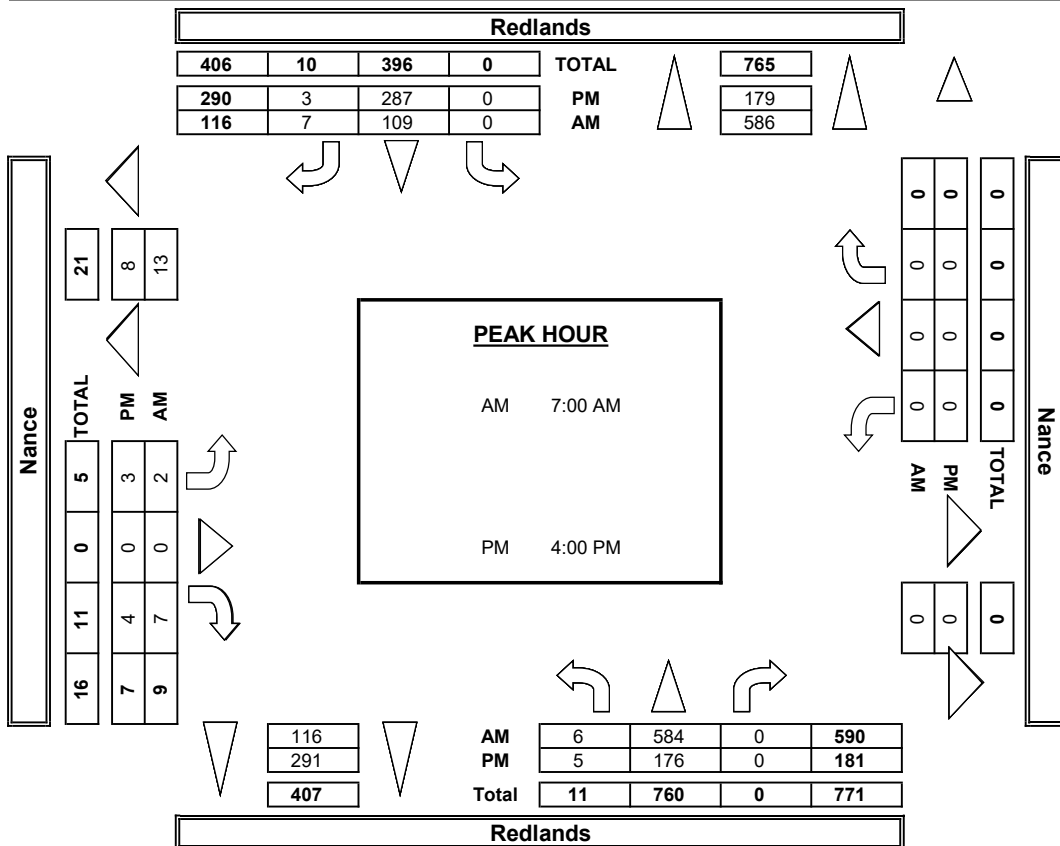 Redlands
406 10 396 0 TOTAL 765
290 3 287 0 PM 179
116 7 109 0 AM 586
Nance
21
8
13
TOTAL
PM
AM
5 0 11 16
3 0 4 7
2 0 7 9
PEAK HOUR
AM 7:00 AM
PM 4:00 PM
0 0 0 0
0 0 0 0
0 0 0 0
AM
PM
TOTAL
0
0
0
Nance
116 AM 6 584 0 590
291 PM 5 176 0 181
407 Total 11 760 0 771
Redlands